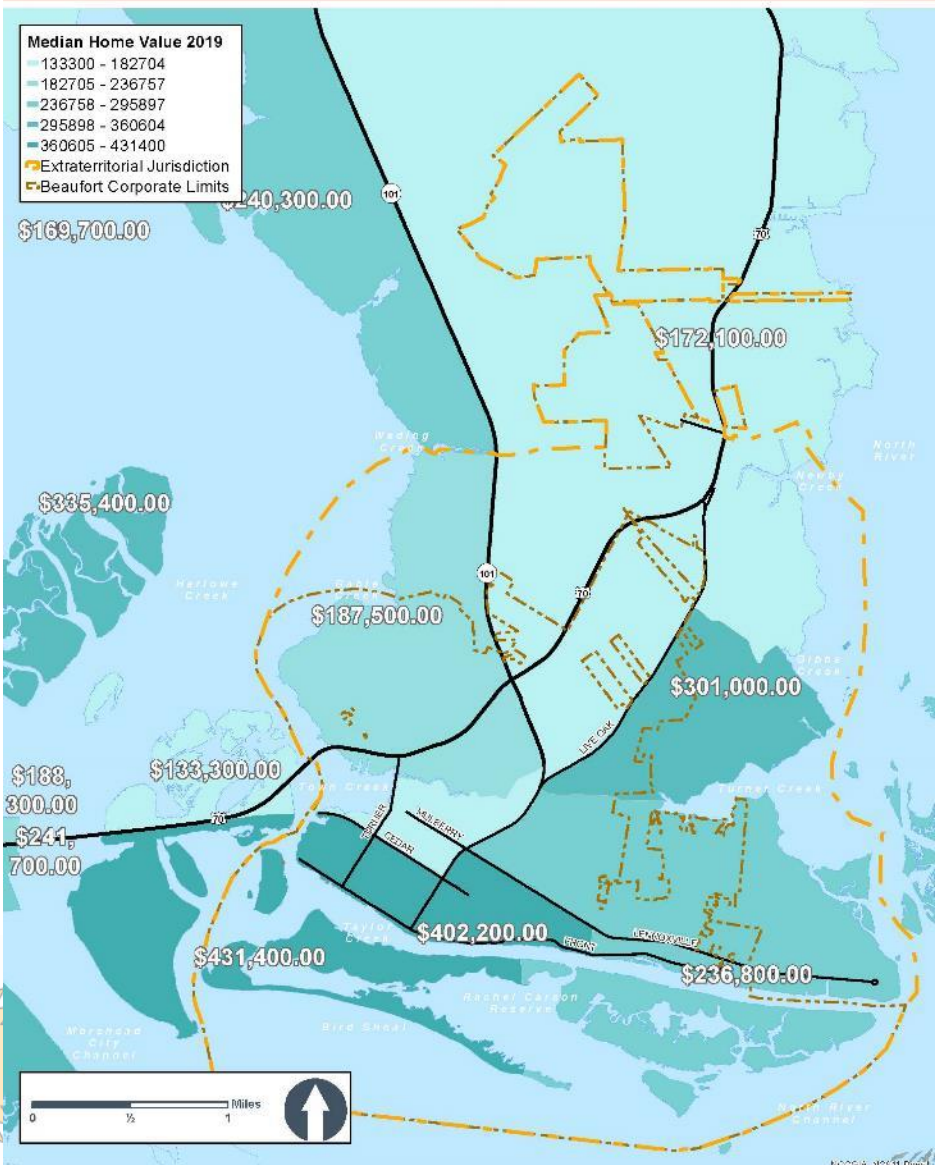 Median Home Value 2019
133300 - 182704
182705 - 236757
236758 - 295897
295898 - 360604
360605 - 431400
Extraterritorial Jurisdiction
Beaufort Corporate Limits
$240,300.00
101
$169,700.00
70
$172,100.00
Wading
Creek
North
River
Newby
Creek
$335,400.00
Harlowe
Creek
101
70
$187,500.00
Gibbs
Creek
$301,000.00
LIVE OAK
$133,300.00
$188,
300.00
Town Creek
Turner Creek
70
$241,
700.00
TURNER
MULBERRY
CEDAR
Taylor
Creek
$402,200.00
FRONT
LENNOXVILLE
$431,400.00
$236,800.00
Rachel Carson
Reserve
Bird Shoal
Morehead
City
Channel
Miles
0 ½ 1
North River
Channel